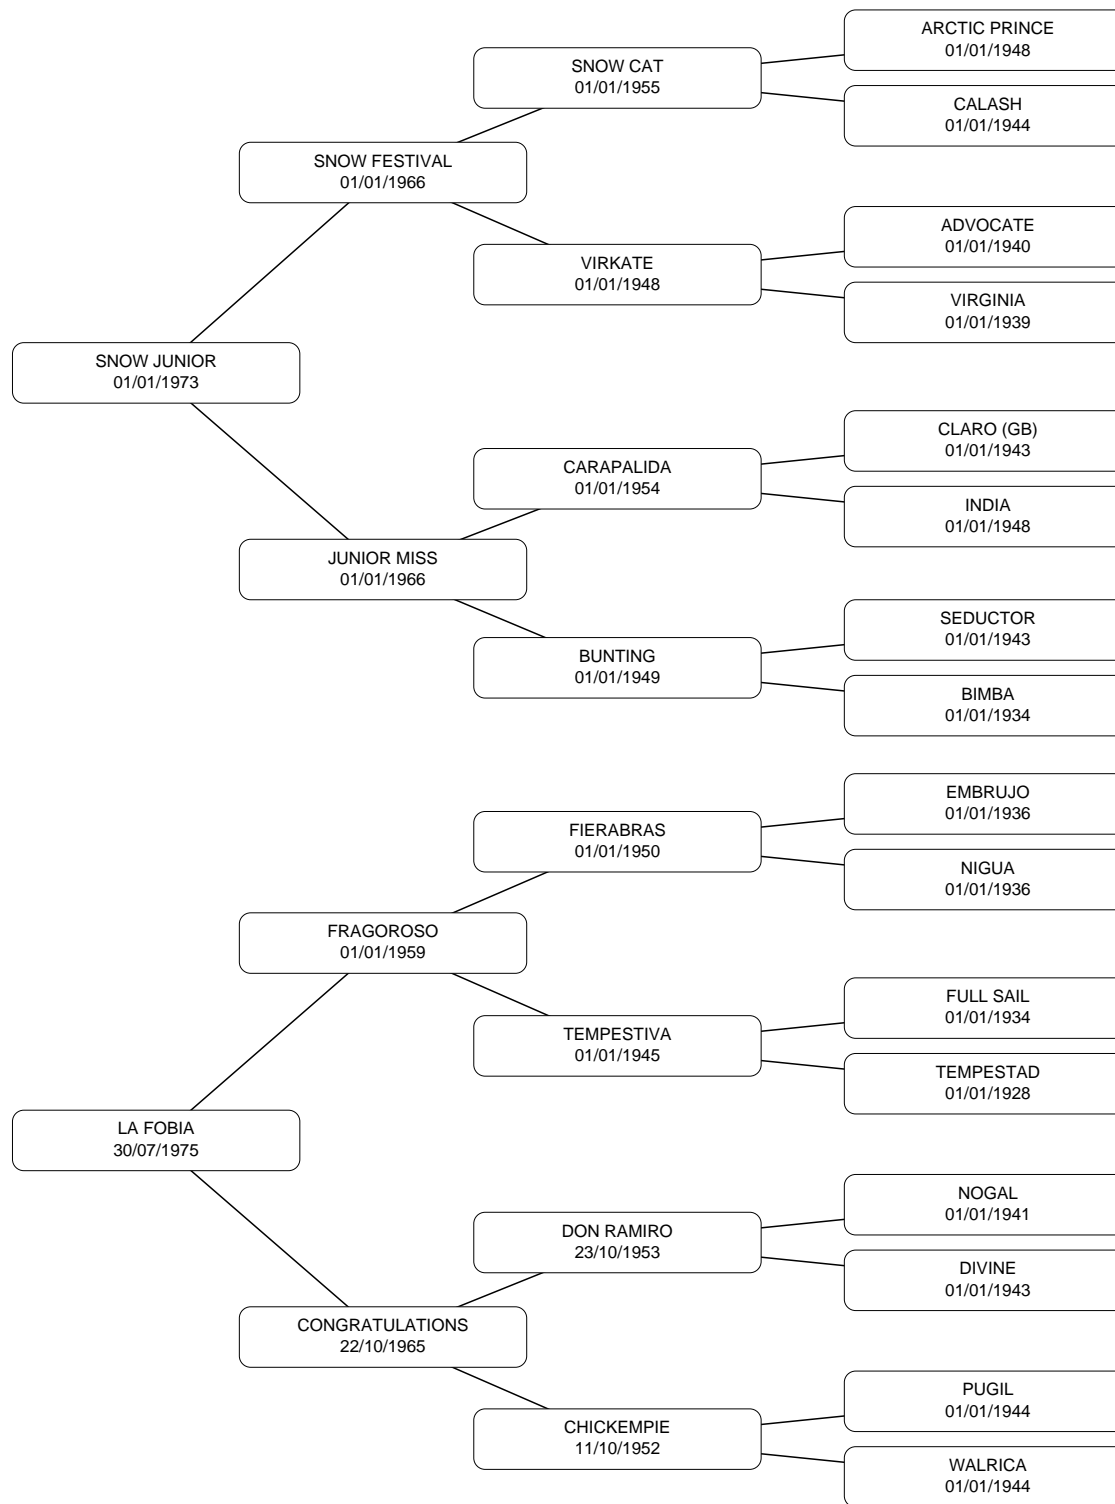 ARCTIC PRINCE
01/01/1948
SNOW CAT
01/01/1955
CALASH
01/01/1944
SNOW FESTIVAL
01/01/1966
ADVOCATE
01/01/1940
VIRKATE
01/01/1948
VIRGINIA
01/01/1939
SNOW JUNIOR
01/01/1973
CLARO (GB)
01/01/1943
CARAPALIDA
01/01/1954
INDIA
01/01/1948
JUNIOR MISS
01/01/1966
SEDUCTOR
01/01/1943
BUNTING
01/01/1949
BIMBA
01/01/1934
EMBRUJO
01/01/1936
FIERABRAS
01/01/1950
NIGUA
01/01/1936
FRAGOROSO
01/01/1959
FULL SAIL
01/01/1934
TEMPESTIVA
01/01/1945
TEMPESTAD
01/01/1928
LA FOBIA
30/07/1975
NOGAL
01/01/1941
DON RAMIRO
23/10/1953
DIVINE
01/01/1943
CONGRATULATIONS
22/10/1965
PUGIL
01/01/1944
CHICKEMPIE
11/10/1952
WALRICA
01/01/1944